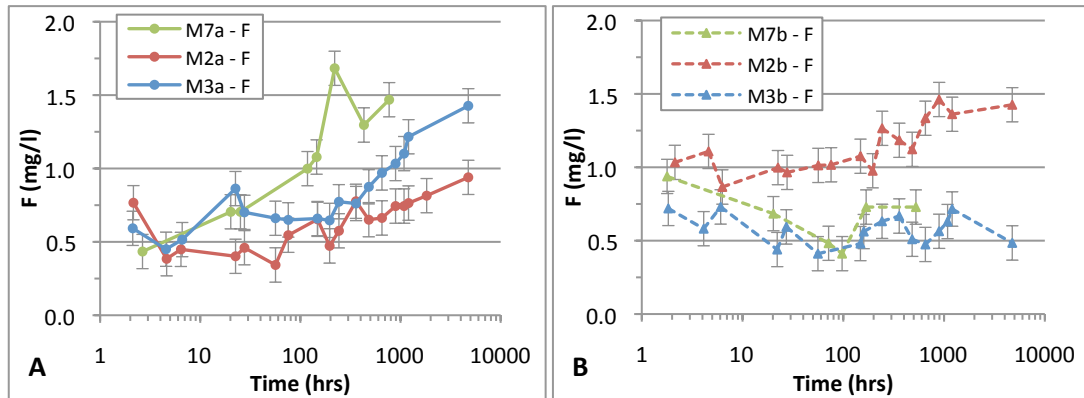 2.0
1.5
1.0
0.5
0.0
F (mg/l)
M7a - F
M2a - F
M3a - F
1
10
100
1000
10000
A
Time (hrs)
2.0
1.5
1.0
0.5
0.0
F (mg/l)
M7b - F
M2b - F
M3b - F
1
10
100
1000
10000
B
Time (hrs)